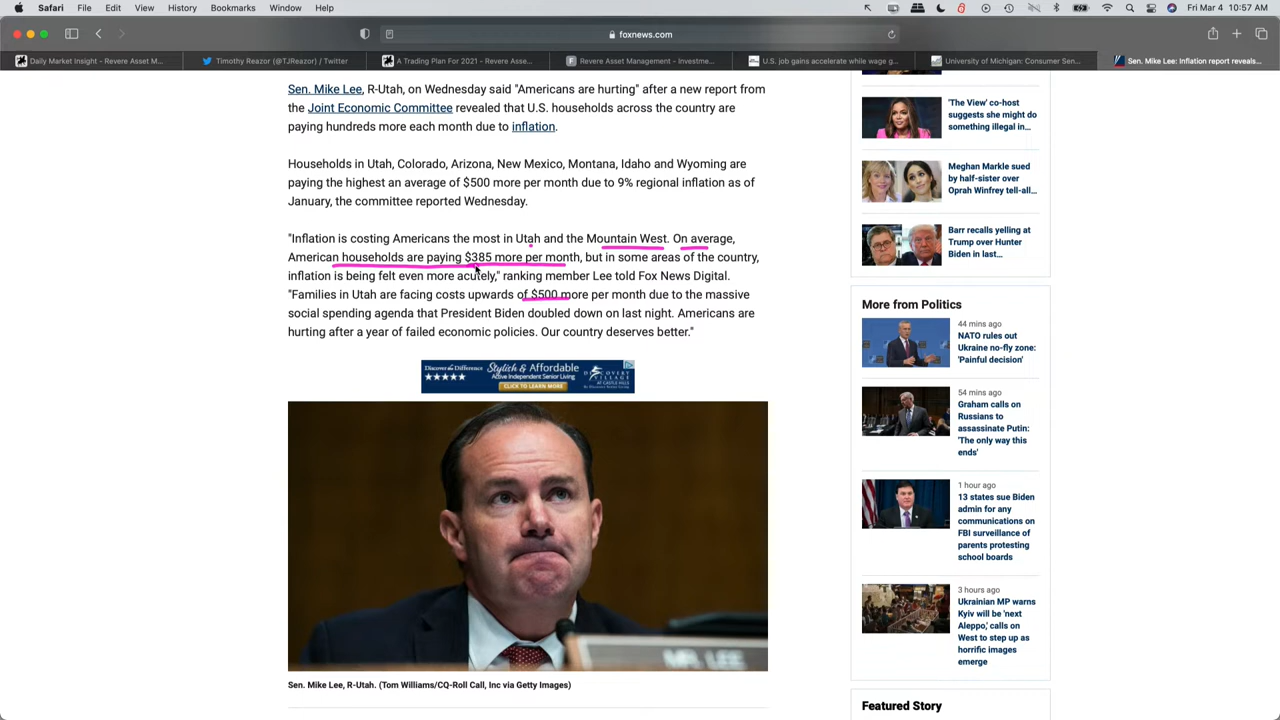 Safari File Edit View History Bookmarks Window Help Fri Mar 4 10:57 AM
foxnews.com
Daily Market Insight - Revere Asset M... Timothy Reazor (@TJReazor) / Twitter A Trading Plan For 2021 - Revere Asse... Revere Asset Management - Investme... U.S. job gains accelerate while wage g... University of Michigan: Consumer Sen... Sen. Mike Lee: Inflation report reveals...
Sen. Mike Lee, R-Utah, on Wednesday said "Americans are hurting" after a new report from
the Joint Economic Committee revealed that U.S. households across the country are
paying hundreds more each month due to inflation.
Households in Utah, Colorado, Arizona, New Mexico, Montana, Idaho and Wyoming are
paying the highest an average of $500 more per month due to 9% regional inflation as of
January, the committee reported Wednesday.
"Inflation is costing Americans the most in Utah and the Mountain West. On average,
American households are paying $385 more per month, but in some areas of the country,
inflation is being felt even more acutely," ranking member Lee told Fox News Digital.
"Families in Utah are facing costs upwards of $500 more per month due to the massive
social spending agenda that President Biden doubled down on last night. Americans are
hurting after a year of failed economic policies. Our country deserves better."
Discover the Difference
Stylish & Affordable
Active Independent Senior Living
CLICK TO LEARN MORE
DISCOVERY
VILLAGE
AT CASTLE HILLS
Sen. Mike Lee, R-Utah. (Tom Williams/CQ-Roll Call, Inc via Getty Images)
'The View' co-host
suggests she might do
something illegal in...
Meghan Markle sued
by half-sister over
Oprah Winfrey tell-all...
Barr recalls yelling at
Trump over Hunter
Biden in last...
More from Politics
44 mins ago
NATO rules out
Ukraine no-fly zone:
'Painful decision'
54 mins ago
Graham calls on
Russians to
assassinate Putin:
'The only way this
ends'
1 hour ago
13 states sue Biden
admin for any
communications on
FBI surveillance of
parents protesting
school boards
3 hours ago
Ukrainian MP warns
Kyiv will be 'next
Aleppo,' calls on
West to step up as
horrific images
emerge
Featured Story